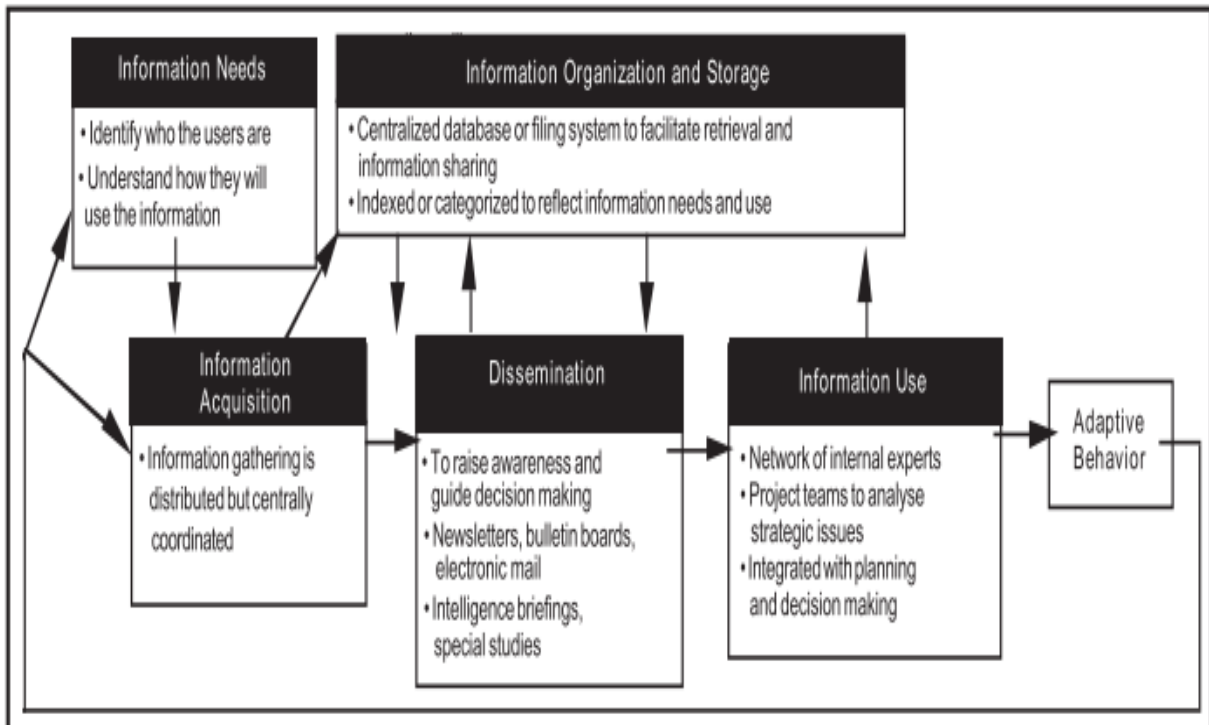 Information Needs
• Identify who the users are
• Understand how they will
use the information
Information Organization and Storage
• Centralized database or filing system to facilitate retrieval and
information sharing
• Indexed or categorized to reflect information needs and use
Information
Acquisition
• Information gathering is
distributed but centrally
coordinated
Dissemination
• To raise awareness and
guide decision making
• Newsletters, bulletin boards,
electronic mail
• Intelligence briefings,
special studies
Information Use
• Network of internal experts
• Project teams to analyse
strategic issues
• Integrated with planning
and decision making
Adaptive
Behavior